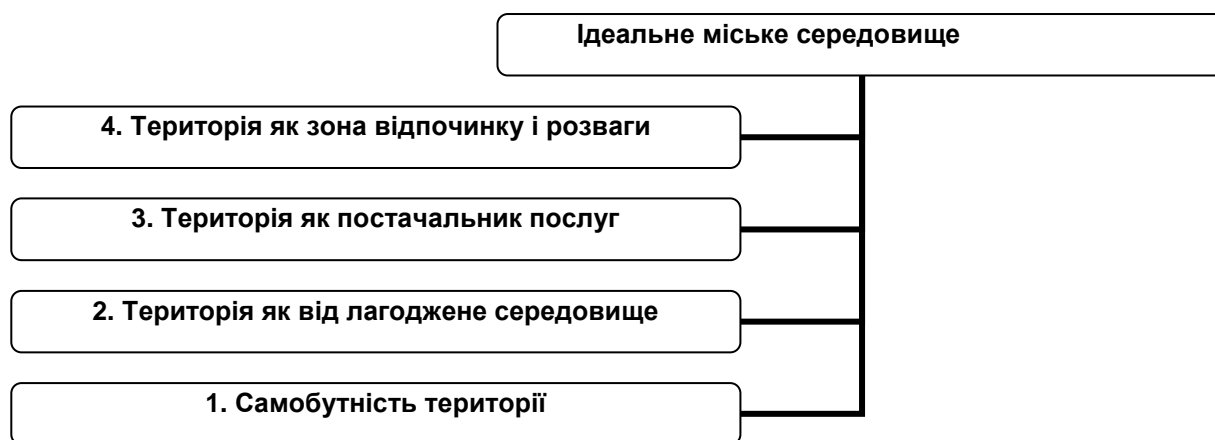 Ідеальне міське середовище
4. Територія як зона відпочинку і розваги
3. Територія як постачальник послуг
2. Територія як від лагоджене середовище
1. Самобутність території